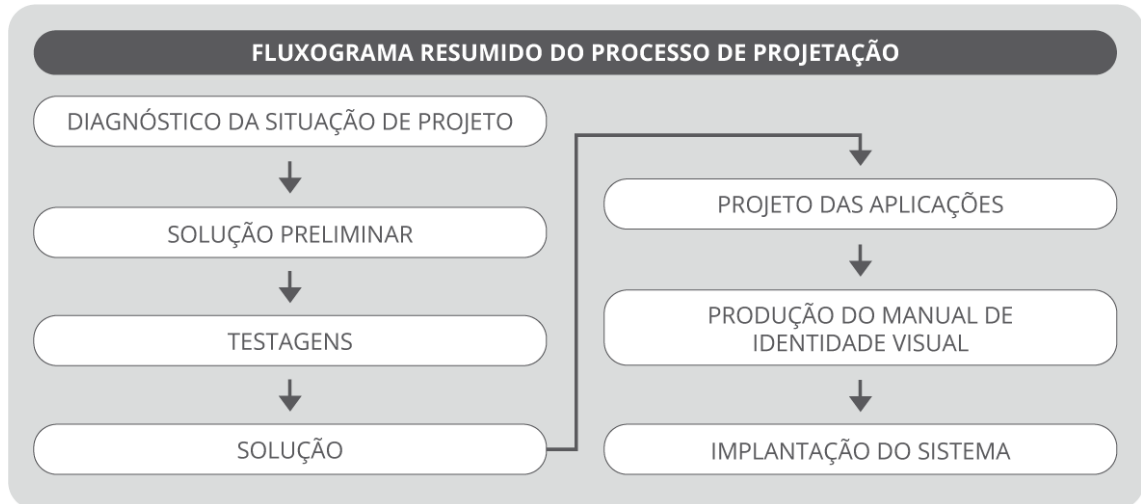 FLUXOGRAMA RESUMIDO DO PROCESSO DE PROJETAÇÃO
DIAGNÓSTICO DA SITUAÇÃO DE PROJETO
SOLUÇÃO PRELIMINAR
TESTAGENS
SOLUÇÃO
PROJETO DAS APLICAÇÕES
PRODUÇÃO DO MANUAL DE
IDENTIDADE VISUAL
IMPLANTAÇÃO DO SISTEMA